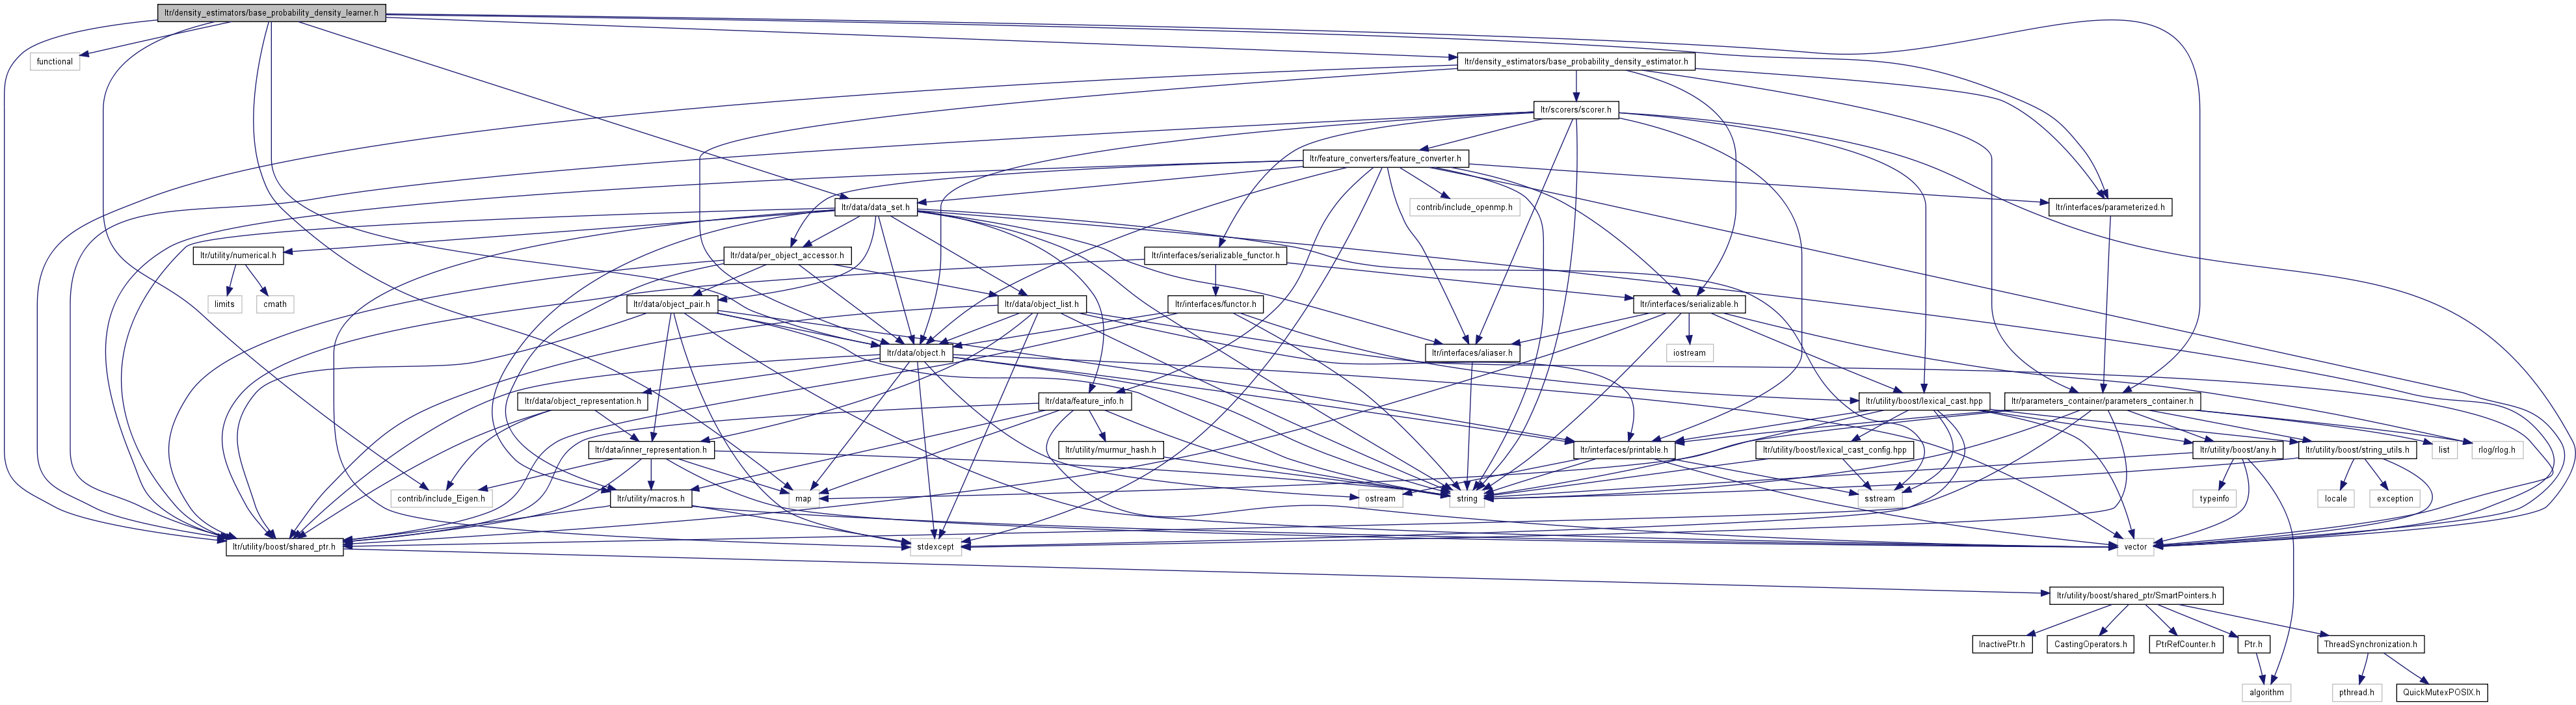 ltr/density_estimators/base_probability_density_learner.h
functional
ltr/density_estimators/base_probability_density_estimator.h
ltr/scorers/scorer.h
ltr/feature_converters/feature_converter.h
ltr/data/data_set.h
contrib/include_openmp.h
ltr/interfaces/parameterized.h
ltr/utility/numerical.h
ltr/data/per_object_accessor.h
ltr/interfaces/serializable_functor.h
limits
cmath
ltr/data/object_pair.h
ltr/data/object_list.h
ltr/interfaces/functor.h
ltr/interfaces/serializable.h
ltr/data/object.h
ltr/interfaces/aliaser.h
iostream
ltr/data/object_representation.h
ltr/data/feature_info.h
ltr/utility/boost/lexical_cast.hpp
ltr/parameters_container/parameters_container.h
ltr/data/inner_representation.h
ltr/utility/murmur_hash.h
ltr/interfaces/printable.h
ltr/utility/boost/lexical_cast_config.hpp
ltr/utility/boost/any.h
ltr/utility/boost/string_utils.h
list
rlog/rlog.h
contrib/include_Eigen.h
ltr/utility/macros.h
map
ostream
string
sstream
typeinfo
locale
exception
ltr/utility/boost/shared_ptr.h
stdexcept
vector
ltr/utility/boost/shared_ptr/SmartPointers.h
InactivePtr.h
CastingOperators.h
PtrRefCounter.h
Ptr.h
ThreadSynchronization.h
algorithm
pthread.h
QuickMutexPOSIX.h